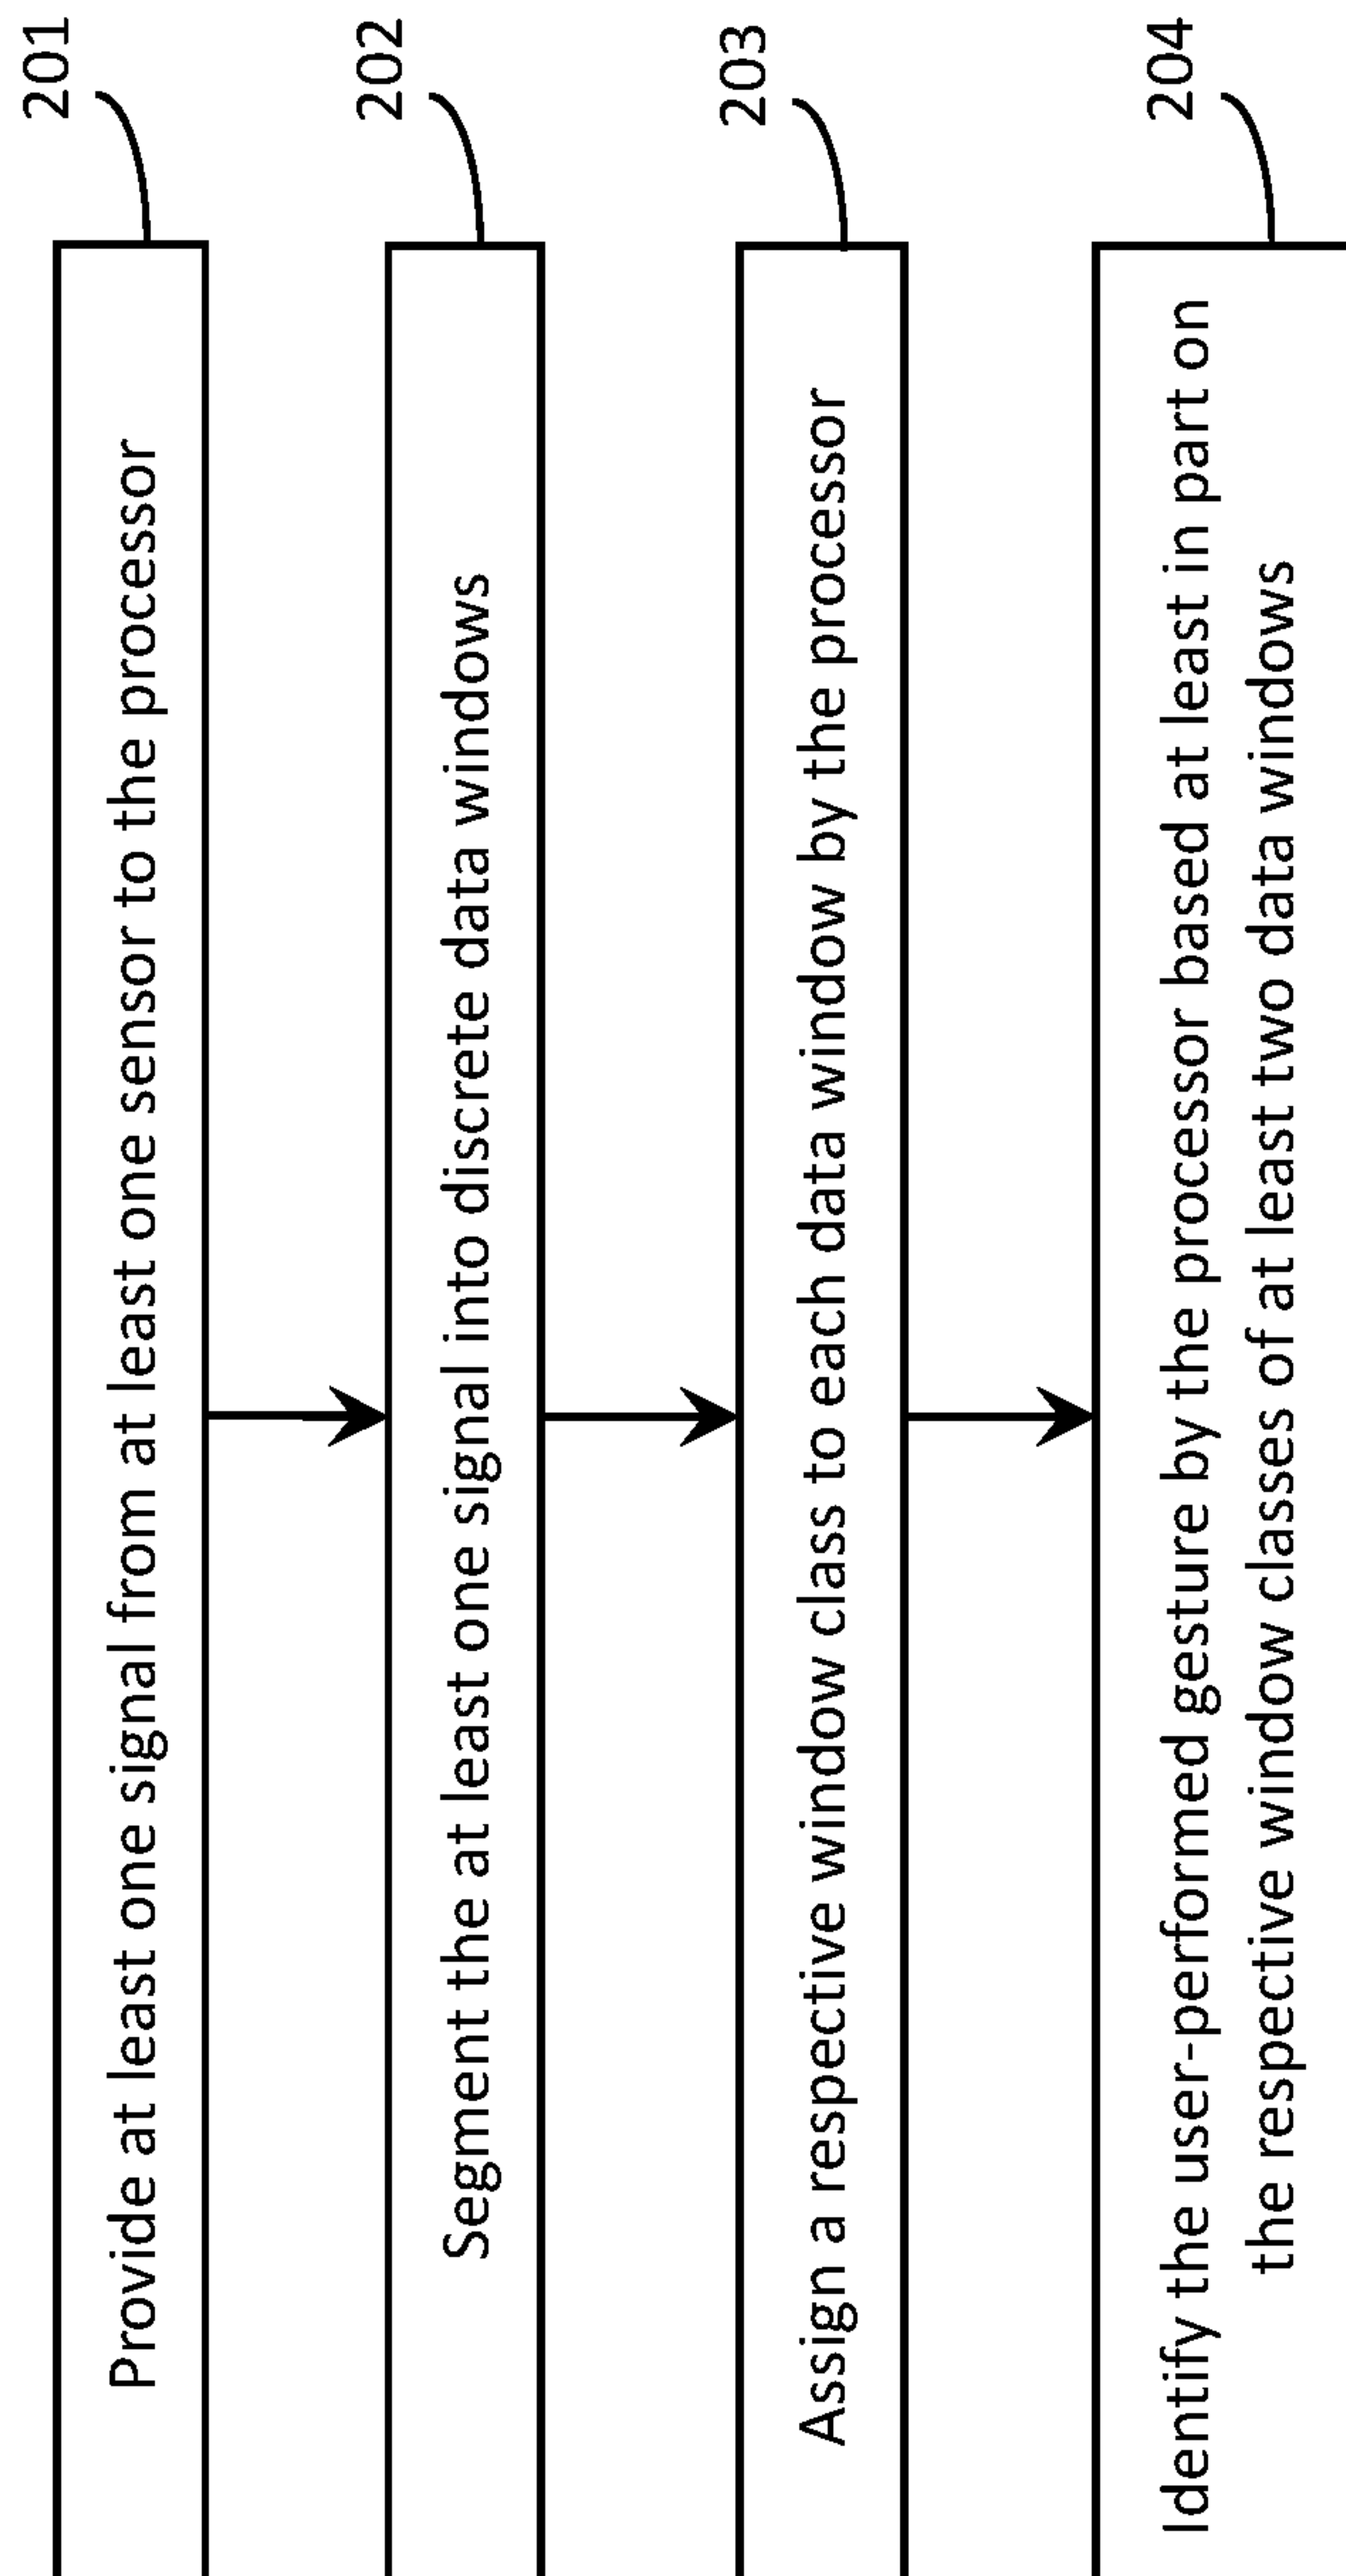 201
Provide at least one signal from at least one sensor to the processor
202
Segment the at least one signal into discrete data windows
203
Assign a respective window class to each data window by the processor
204
Identify the user-performed gesture by the processor based at least in part on
the respective window classes of at least two data windows